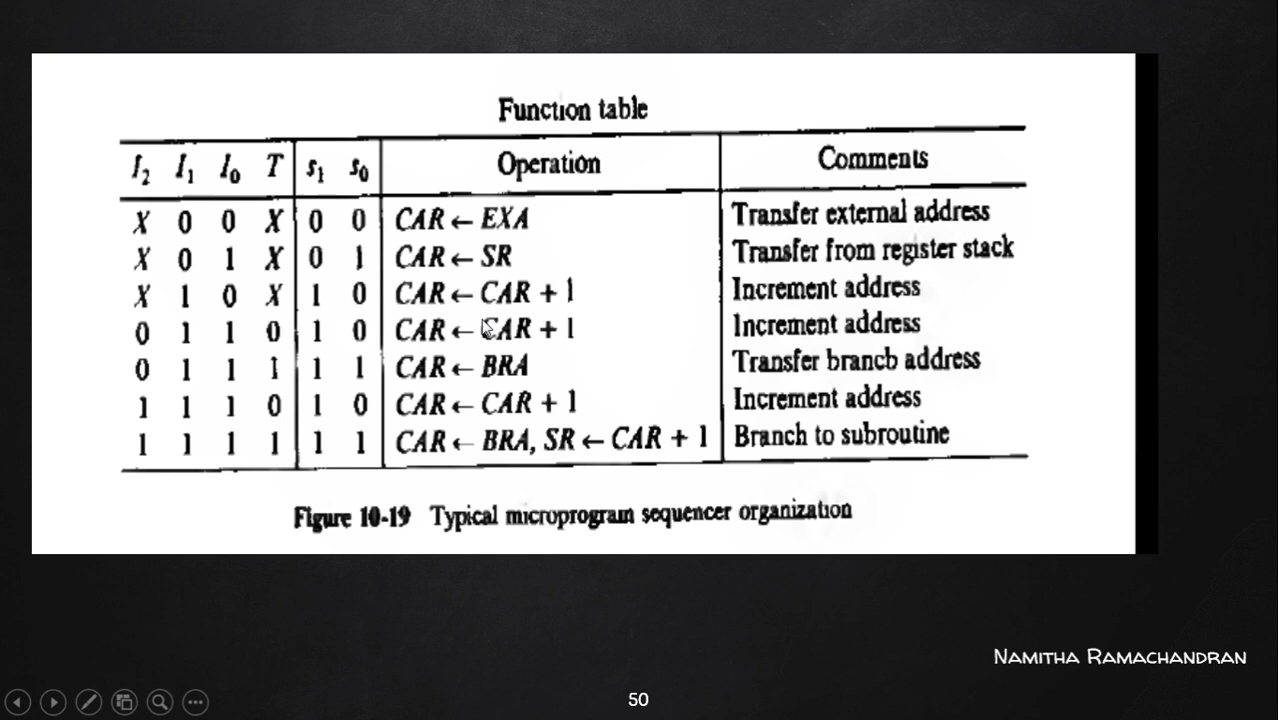 Function table
I₂ I₁ I₀ T s₁ s₀ Operation Comments
X 0 0 X 0 0 CAR ← EXA Transfer external address
X 0 1 X 0 1 CAR ← SR Transfer from register stack
X 1 0 X 1 0 CAR ← CAR + 1 Increment address
0 1 1 0 1 0 CAR ← CAR + 1 Increment address
0 1 1 1 1 1 CAR ← BRA Transfer branch address
1 1 1 0 1 0 CAR ← CAR + 1 Increment address
1 1 1 1 1 1 CAR ← BRA, SR ← CAR + 1 Branch to subroutine
Figure 10-19 Typical microprogram sequencer organization
NAMITHA RAMACHANDRAN
50